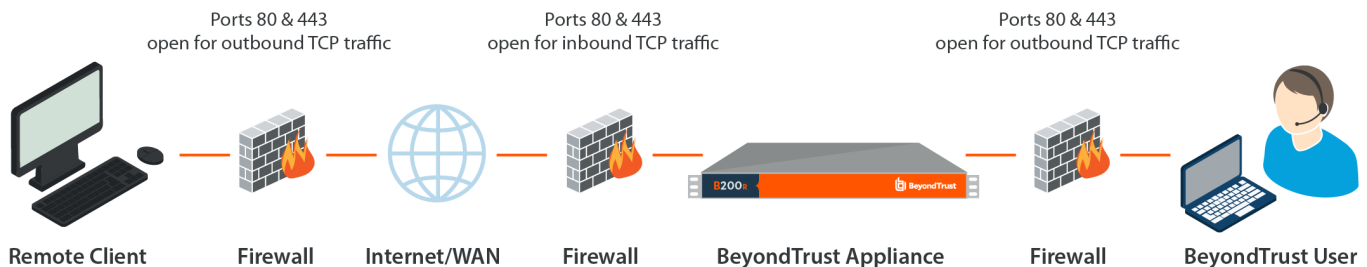 Ports 80 & 443
open for outbound TCP traffic
Ports 80 & 443
open for inbound TCP traffic
Ports 80 & 443
open for outbound TCP traffic
B200R
BeyondTrust
Remote Client
Firewall
Internet/WAN
Firewall
BeyondTrust Appliance
Firewall
BeyondTrust User